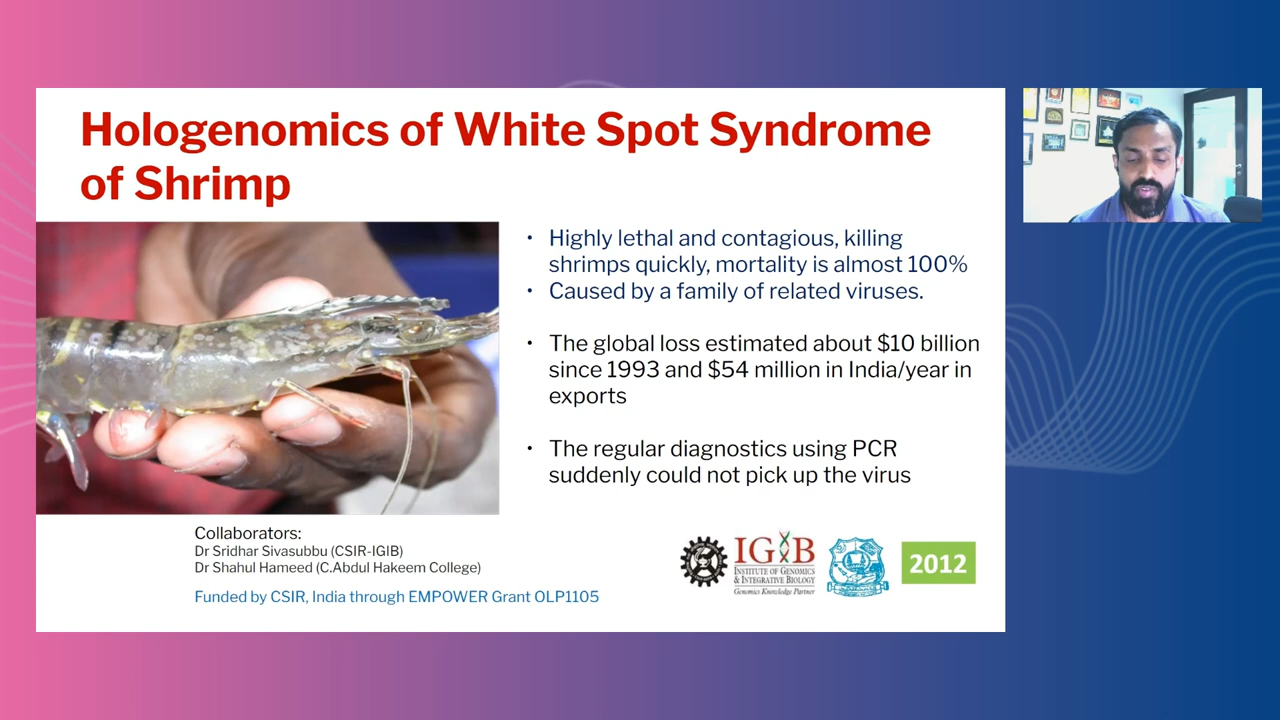 Hologenomics of White Spot Syndrome
of Shrimp
• Highly lethal and contagious, killing
shrimps quickly, mortality is almost 100%
• Caused by a family of related viruses.
• The global loss estimated about $10 billion
since 1993 and $54 million in India/year in
exports
• The regular diagnostics using PCR
suddenly could not pick up the virus
Collaborators:
Dr Sridhar Sivasubbu (CSIR-IGIB)
Dr Shahul Hameed (C.Abdul Hakeem College)
Funded by CSIR, India through EMPOWER Grant OLP1105
IGIB
INSTITUTE OF GENOMICS
& INTEGRATIVE BIOLOGY
Genomics Knowledge Partner
2012